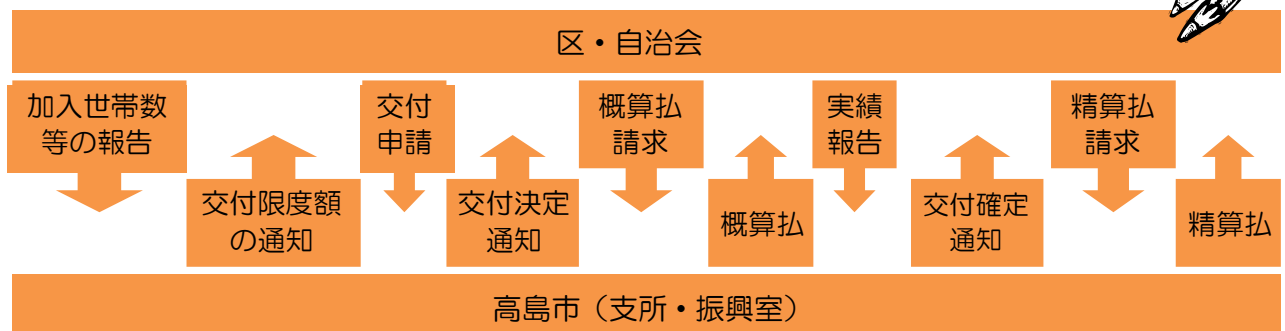 区・自治会
加入世帯数
等の報告
交付限度額
の通知
交付
申請
交付決定
通知
概算払
請求
概算払
実績
報告
交付確定
通知
精算払
請求
精算払
高島市（支所・振興室）